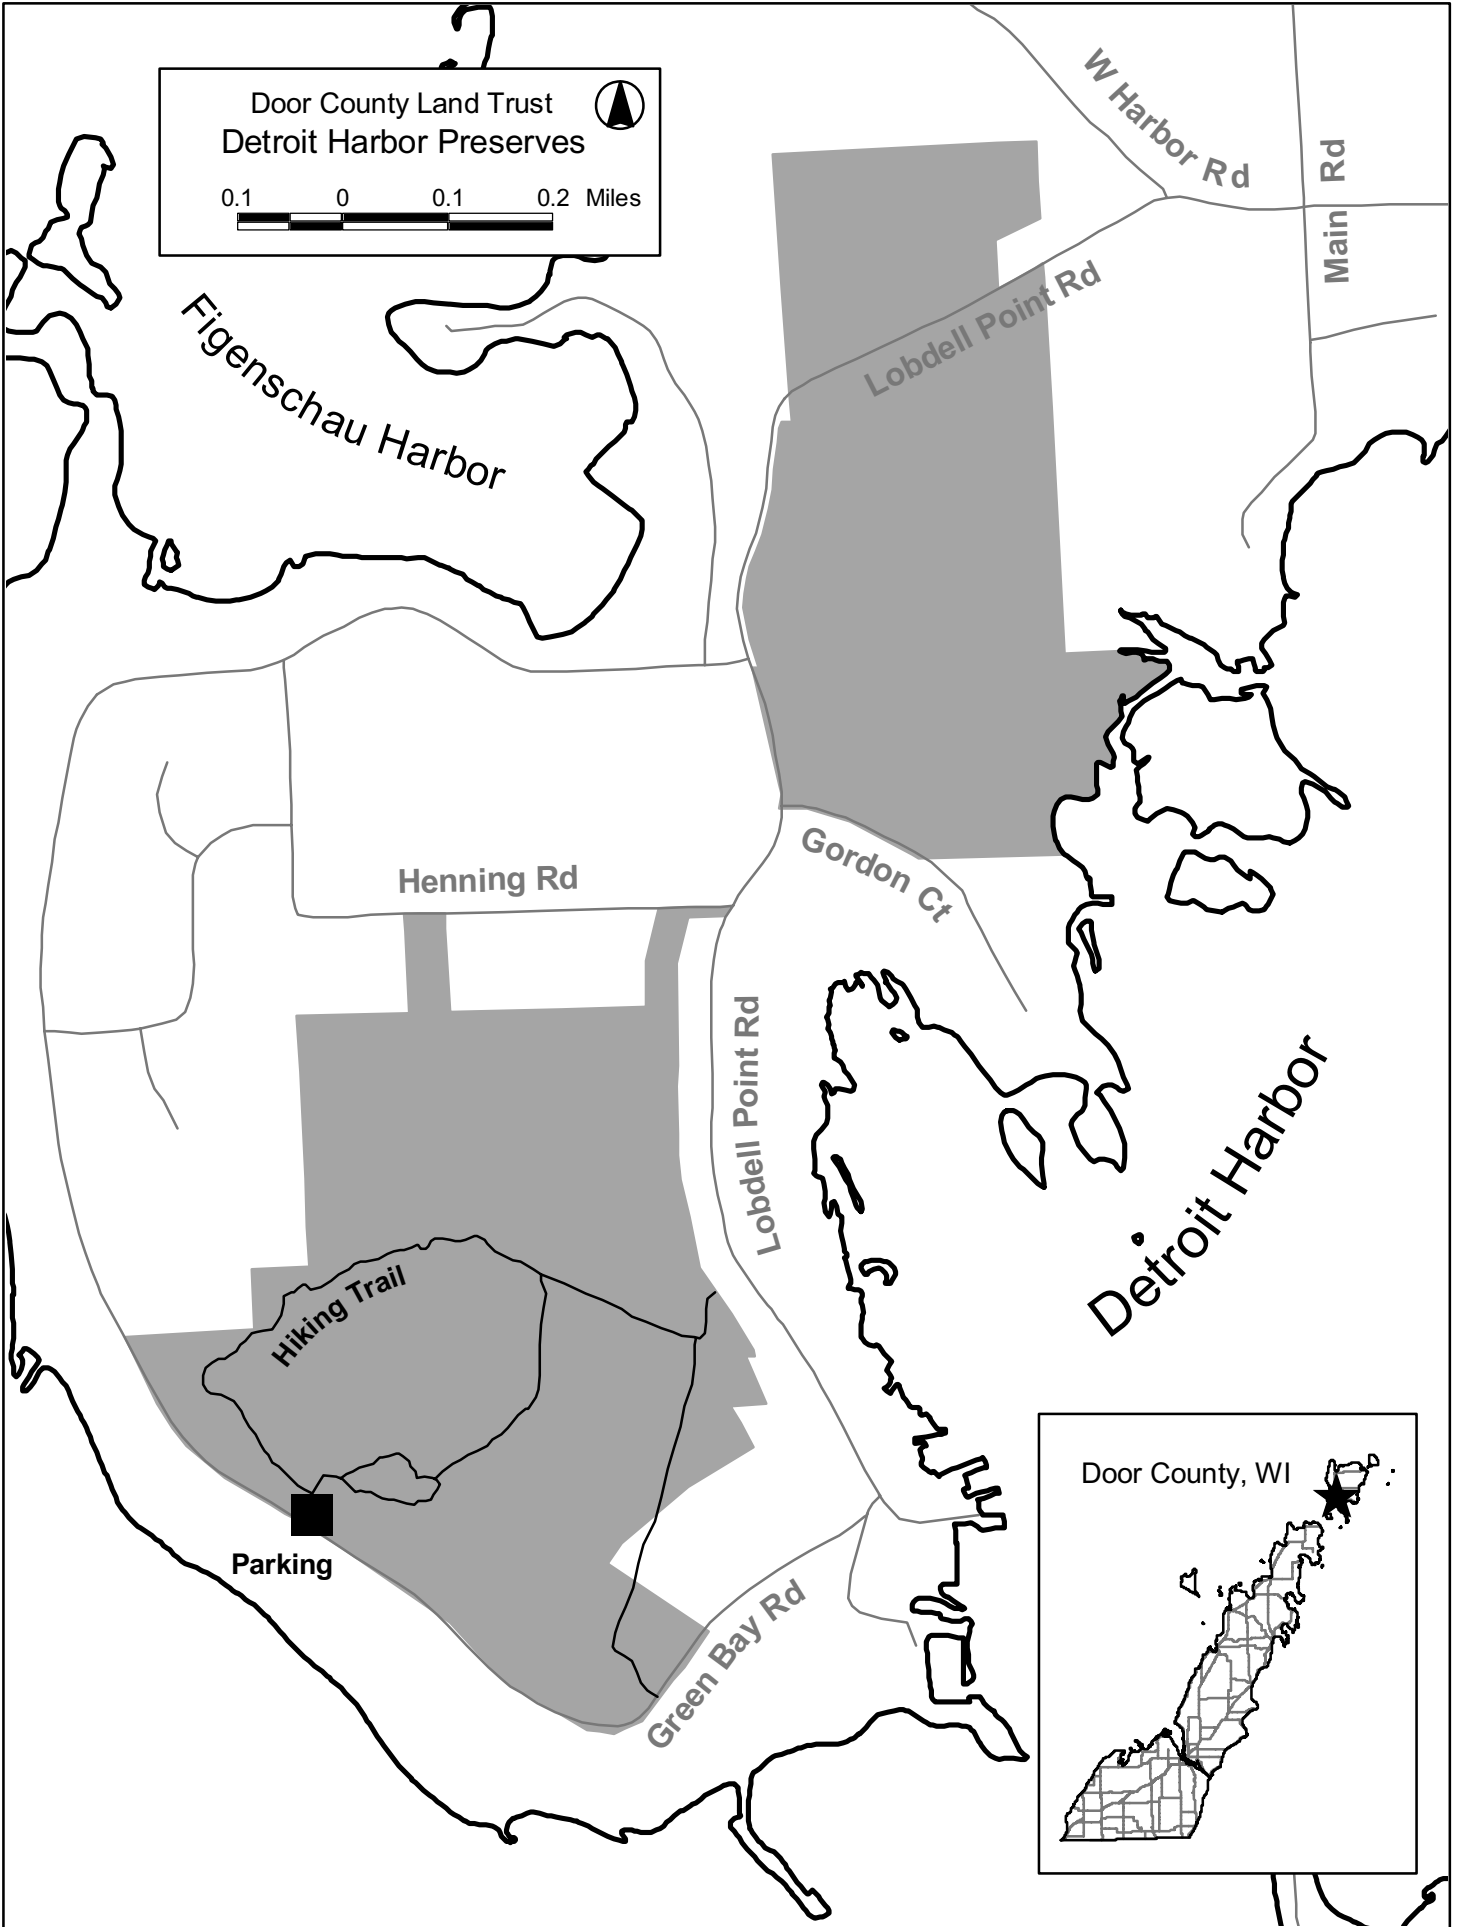 Door County Land Trust
Detroit Harbor Preserves
0.1 0 0.1 0.2 Miles
W Harbor Rd
Main Rd
Figenschau Harbor
Lobdell Point Rd
Gordon Ct
Henning Rd
Lobdell Point Rd
Detroit Harbor
Hiking Trail
Door County, WI
Parking
Green Bay Rd